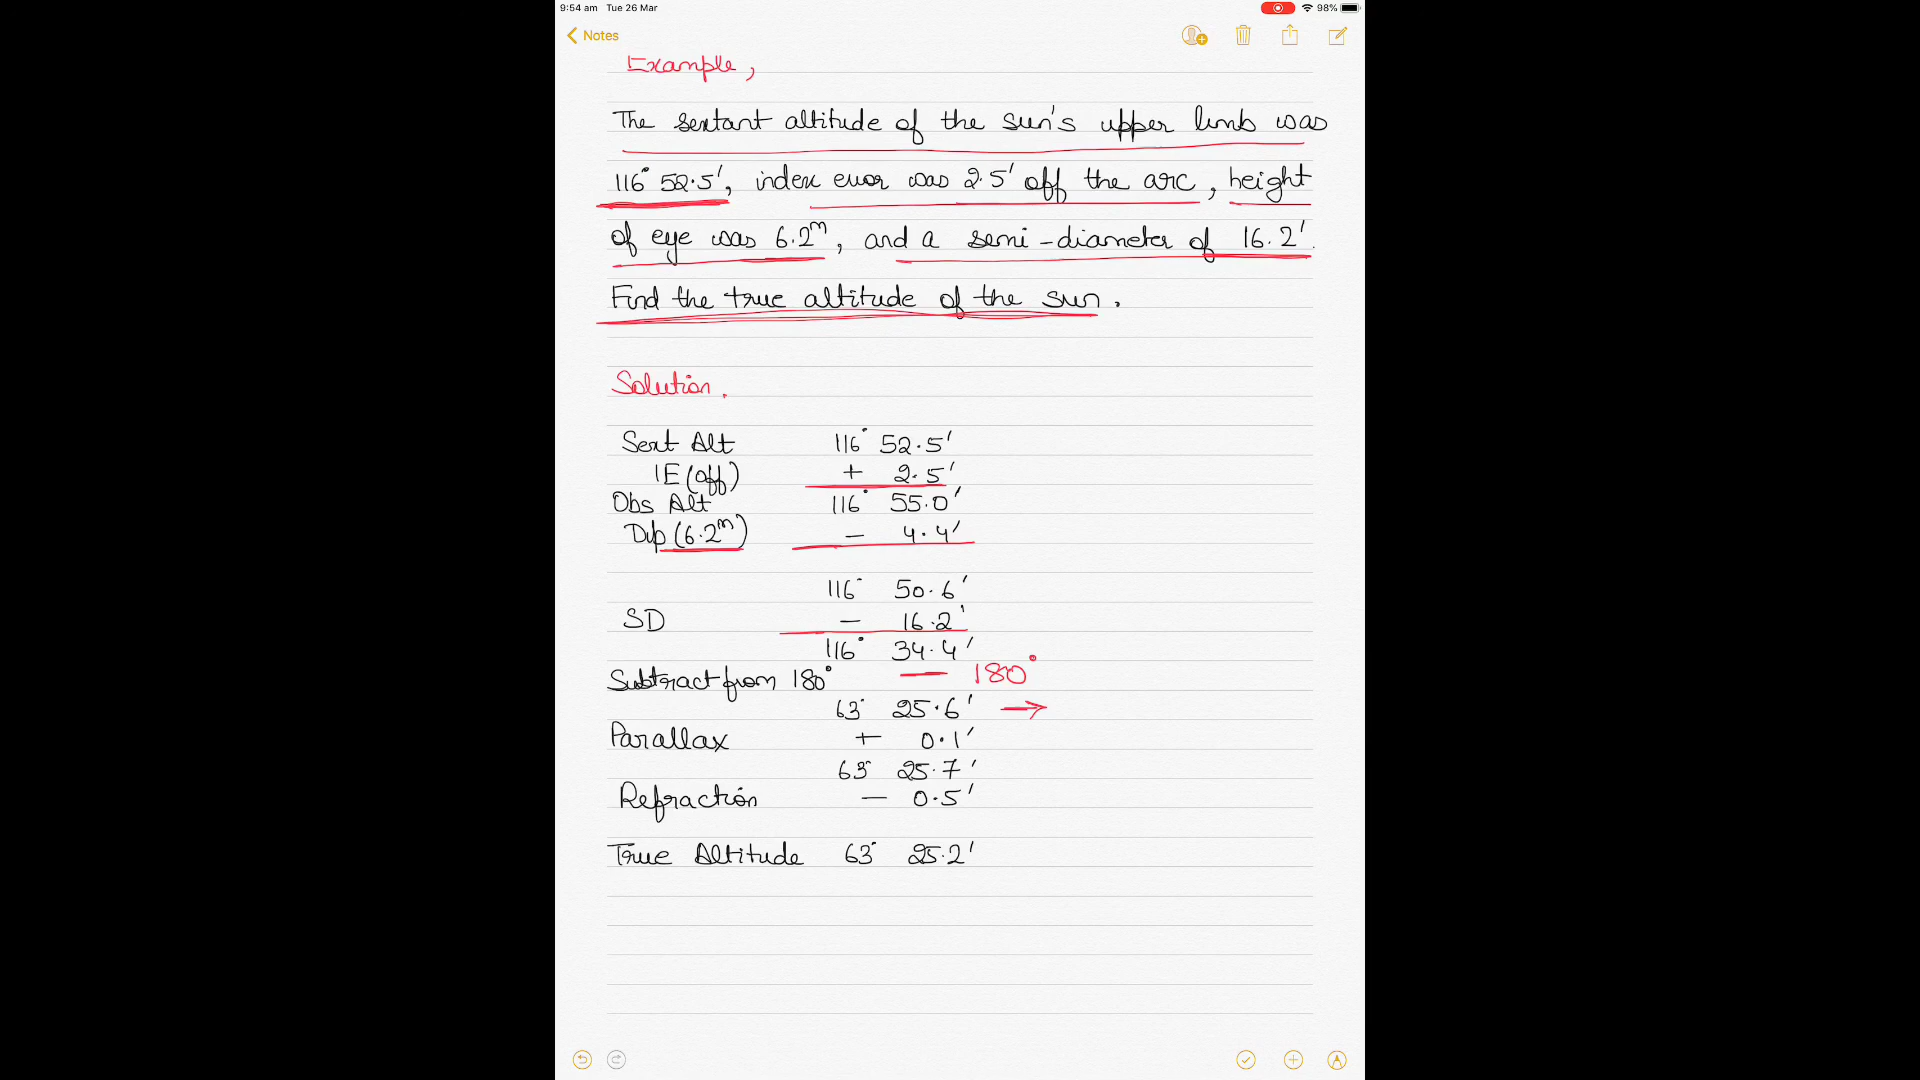 9:54 am Tue 26 Mar 98%
Notes
Example,
The sextant altitude of the sun's upper limb was
116° 52.5', index error was 2.5' off the arc, height
of eye was 6.2m, and a semi-diameter of 16.2'.
Find the true altitude of the sun.
Solution.
Sext Alt 116° 52.5'
IE (off) + 2.5'
Obs Alt 116° 55.0'
Dip (6.2m) - 4.4'
116° 50.6'
SD - 16.2'
116° 34.4'
Subtract from 180° - 180°
63° 25.6' →
Parallax + 0.1'
63° 25.7'
Refraction - 0.5'
True Altitude 63° 25.2'